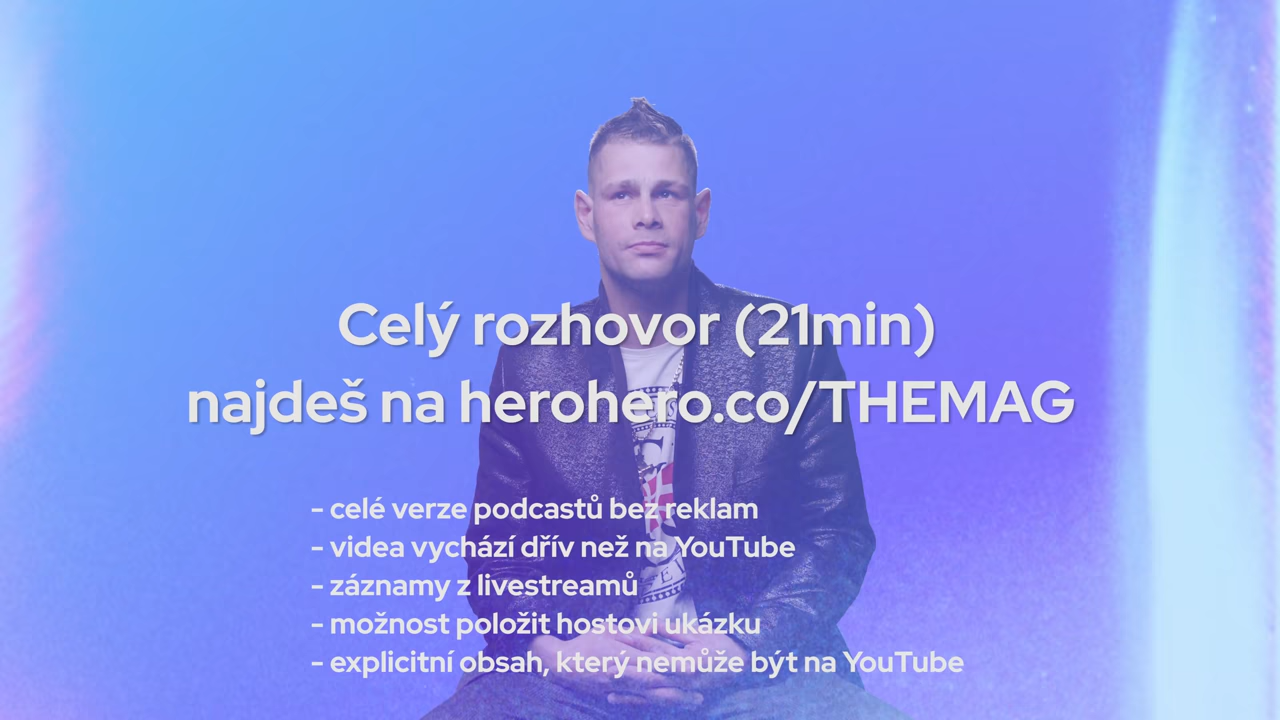 Celý rozhovor (21min)
najdeš na herohero.co/THEMAG
- celé verze podcastů bez reklam
- videa vychází dřív než na YouTube
- záznamy z livestreamů
- možnost položit hostovi ukázku
- explicitní obsah, který nemůže být na YouTube